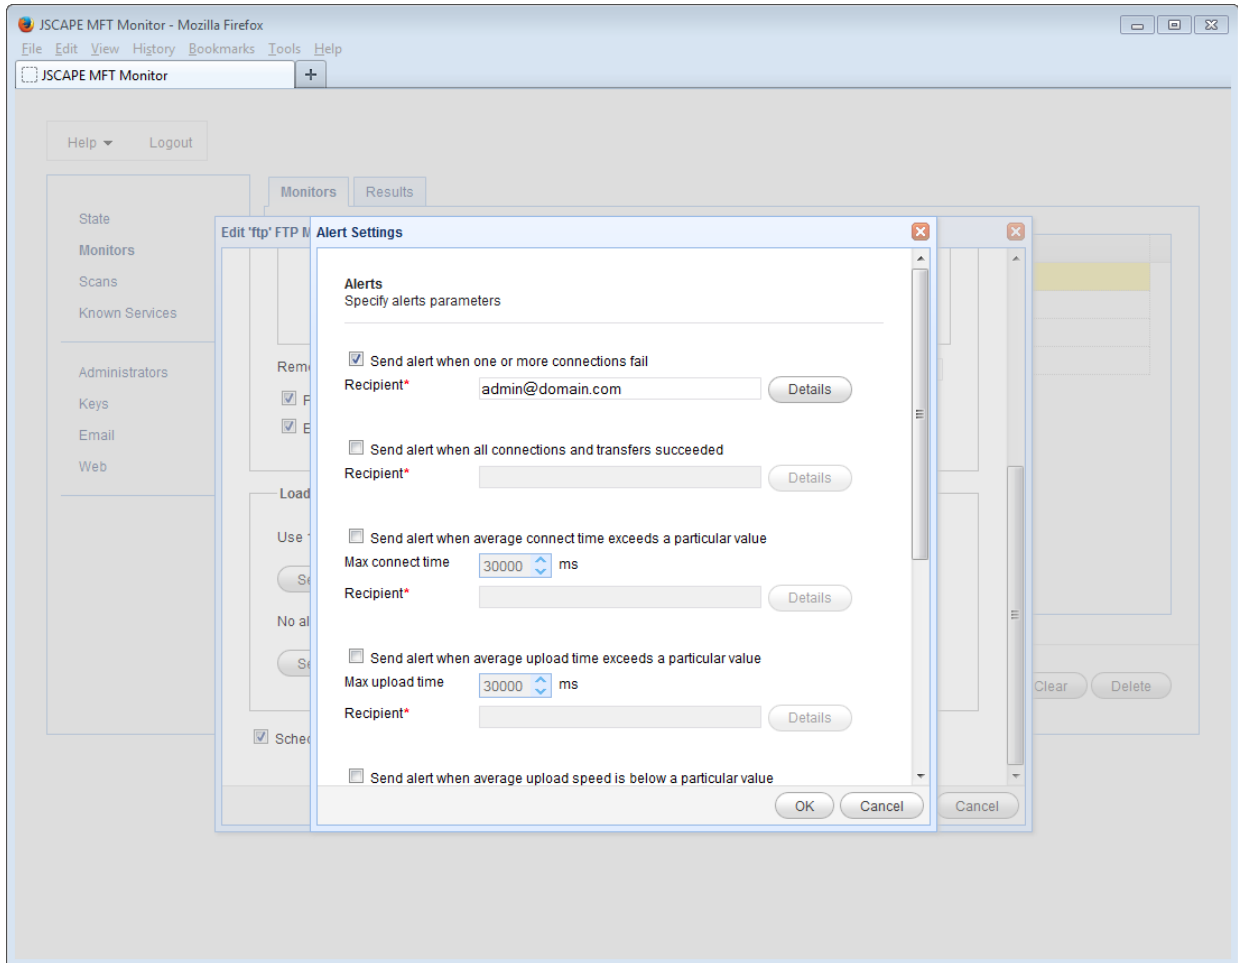 JSCAPE MFT Monitor - Mozilla Firefox
File Edit View History Bookmarks Tools Help
JSCAPE MFT Monitor
Help Logout
Monitors Results
State
Monitors
Scans
Known Services
Administrators
Keys
Email
Web
Edit 'ftp' FTP
Alert Settings
Alerts
Specify alerts parameters
Send alert when one or more connections fail
Recipient* admin@domain.com Details
Send alert when all connections and transfers succeeded
Recipient* Details
Send alert when average connect time exceeds a particular value
Max connect time 30000 ms
Recipient* Details
Send alert when average upload time exceeds a particular value
Max upload time 30000 ms
Recipient* Details
Send alert when average upload speed is below a particular value
OK Cancel
Load
Use
No al
Sched
Cancel
Clear Delete